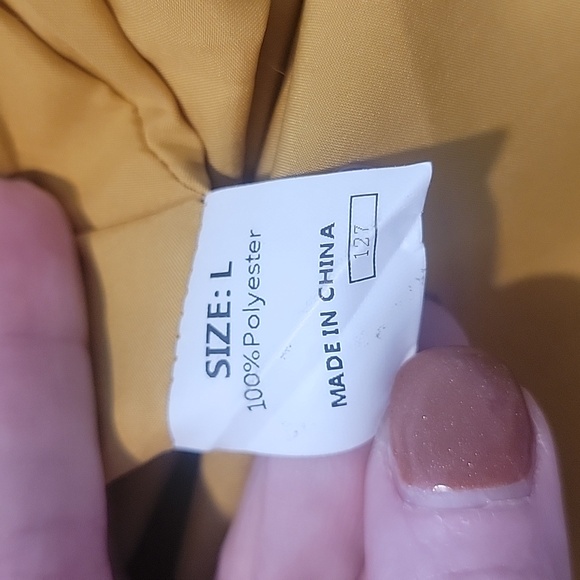 SIZE: L
100%Polyester
MADE IN CHINA
127